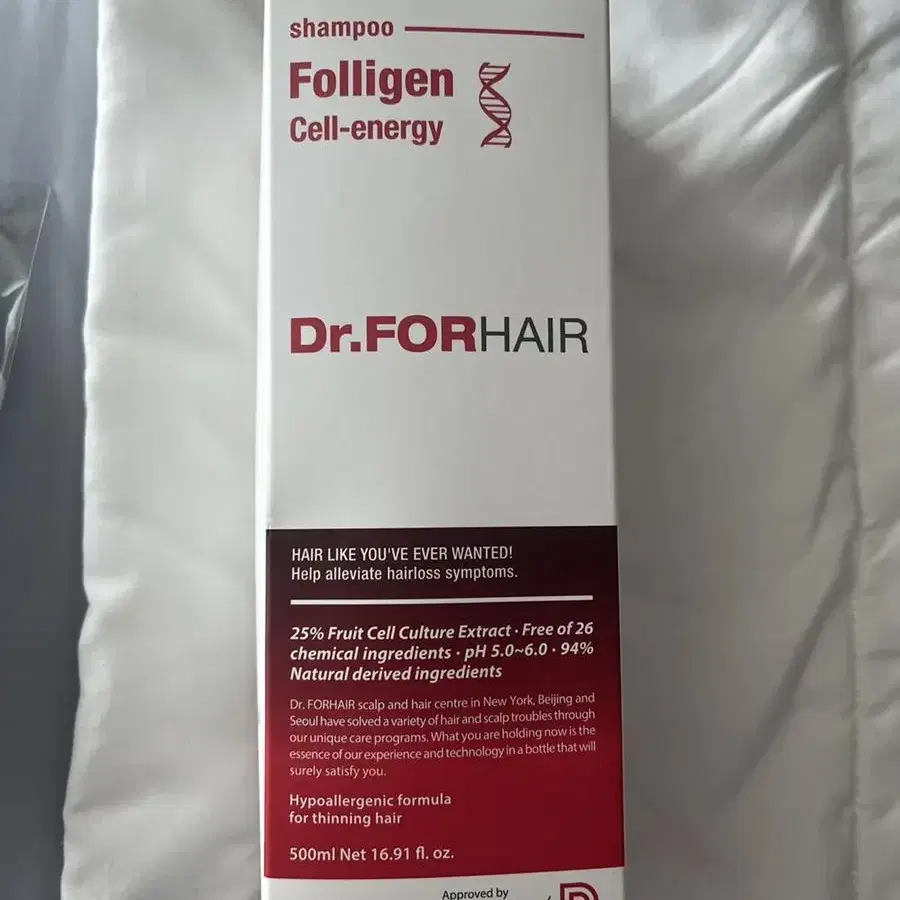 shampoo
Folligen
Cell-energy
Dr.FORHAIR
HAIR LIKE YOU'VE EVER WANTED!
Help alleviate hairloss symptoms.
25% Fruit Cell Culture Extract · Free of 26
chemical ingredients · pH 5.0~6.0 · 94%
Natural derived ingredients
Dr. FORHAIR scalp and hair centre in New York, Beijing and
Seoul have solved a variety of hair and scalp troubles through
our unique care programs. What you are holding now is the
essence of our experience and technology in a bottle that will
surely satisfy you.
Hypoallergenic formula
for thinning hair
500ml Net 16.91 fl. oz.
Approved by